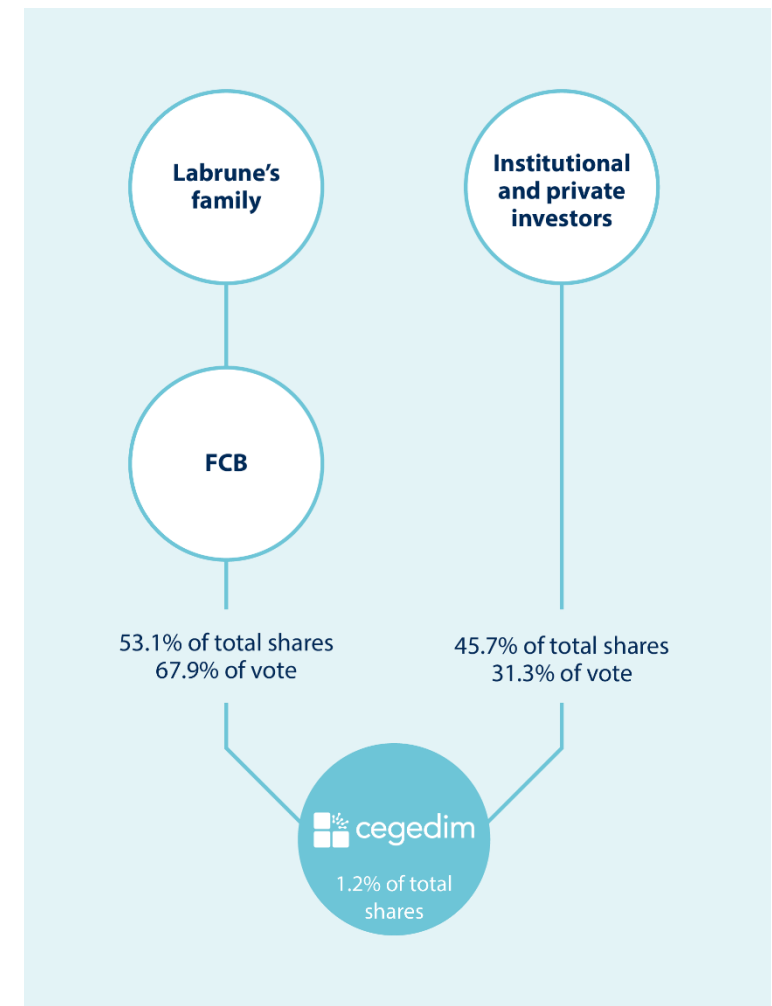 Labrune's
family
Institutional
and private
investors
FCB
53.1% of total shares
67.9% of vote
45.7% of total shares
31.3% of vote
cegedim
1.2% of total
shares